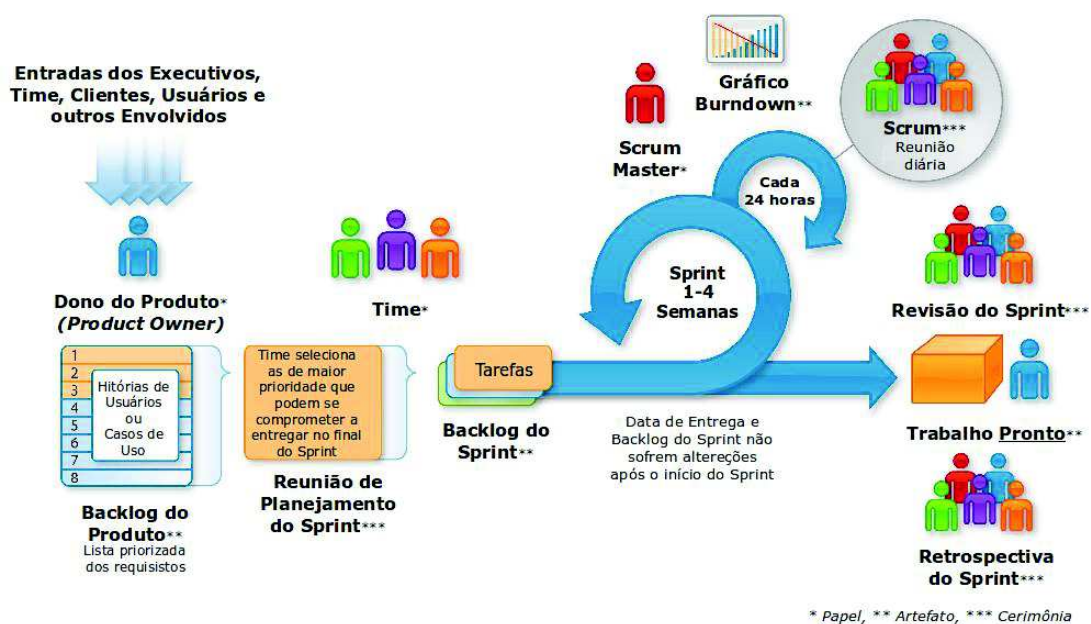 Entradas dos Executivos,
Time, Clientes, Usuários e
outros Envolvidos
Dono do Produto*
(Product Owner)
1
2
3
4
5
6
7
8
Hitórias de
Usuários
ou
Casos de
Uso
Backlog do
Produto**
Lista priorizada
dos requisistos
Time*
Time seleciona
as de maior
prioridade que
podem se
comprometer a
entregar no final
do Sprint
Reunião de
Planejamento
do Sprint***
Tarefas
Backlog do
Sprint**
Scrum
Master*
Gráfico
Burndown**
Cada
24 horas
Scrum***
Reunião
diária
Sprint
1-4
Semanas
Data de Entrega e
Backlog do Sprint não
sofrem altereções
após o início do Sprint
Revisão do Sprint***
Trabalho Pronto**
Retrospectiva
do Sprint***
* Papel, ** Artefato, *** Cerimônia